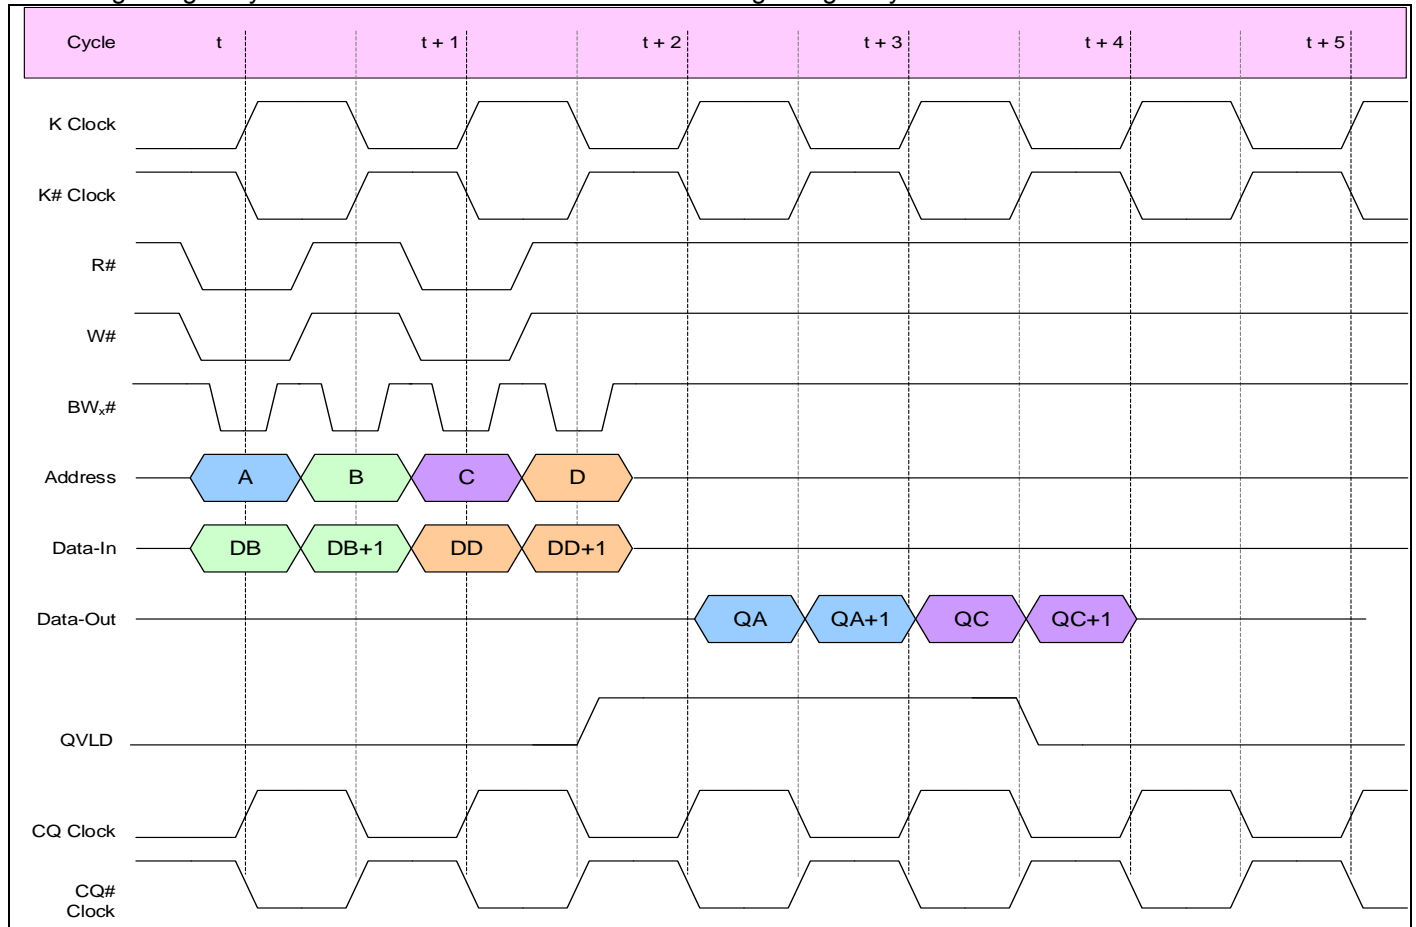 Cycle t t + 1 t + 2 t + 3 t + 4 t + 5
K Clock
K# Clock
R#
W#
BWx#
Address A B C D
Data-In DB DB+1 DD DD+1
Data-Out QA QA+1 QC QC+1
QVLD
CQ Clock
CQ#
Clock